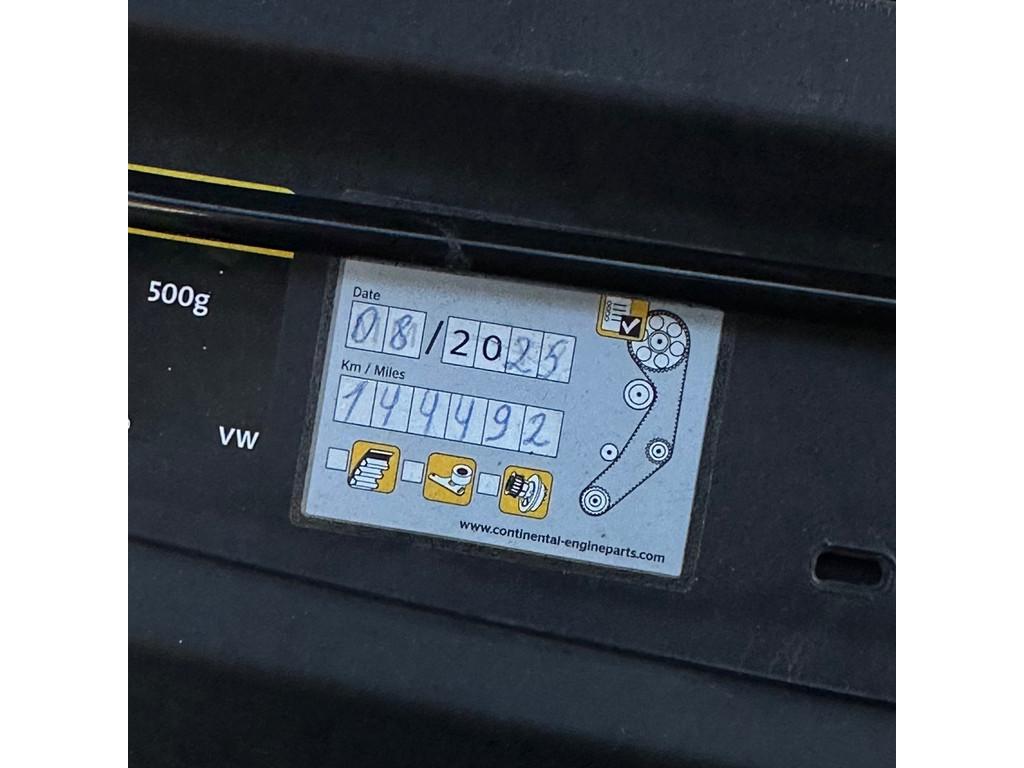 500g
VW
Date
08/2025
Km / Miles
144492
www.continental-engineparts.com